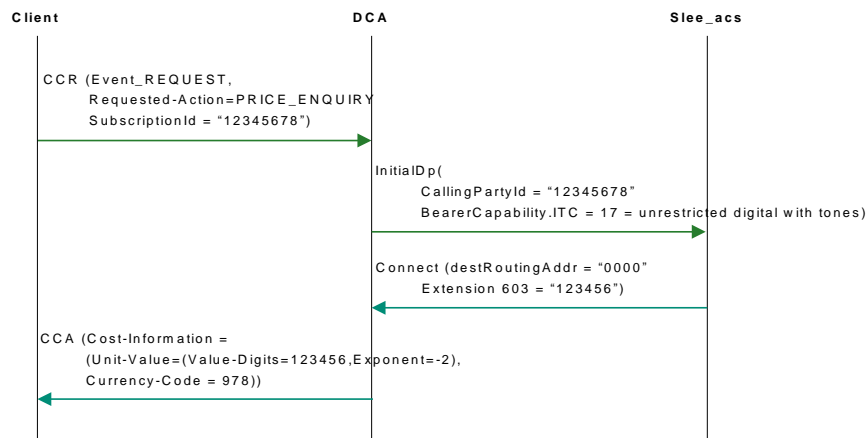 Client DCA Slee_acs
CCR (Event_REQUEST,
Requested-Action=PRICE_ENQUIRY
SubscriptionId = “12345678”)
InitialDp(
CallingPartyId = “12345678”
BearerCapability.ITC = 17 = unrestricted digital with tones)
Connect (destRoutingAddr = “0000”
Extension 603 = “123456”)
CCA (Cost-Information =
(Unit-Value=(Value-Digits=123456,Exponent=-2),
Currency-Code = 978))